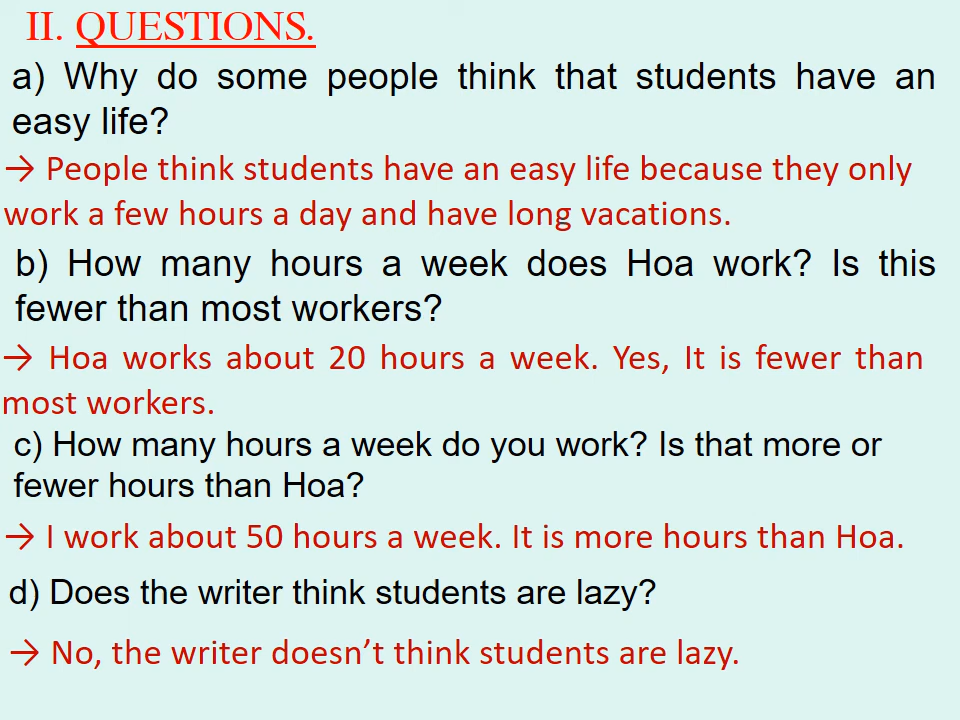 II. QUESTIONS.
a) Why do some people think that students have an
easy life?
→ People think students have an easy life because they only
work a few hours a day and have long vacations.
b) How many hours a week does Hoa work? Is this
fewer than most workers?
→ Hoa works about 20 hours a week. Yes, It is fewer than
most workers.
c) How many hours a week do you work? Is that more or
fewer hours than Hoa?
→ I work about 50 hours a week. It is more hours than Hoa.
d) Does the writer think students are lazy?
→ No, the writer doesn’t think students are lazy.